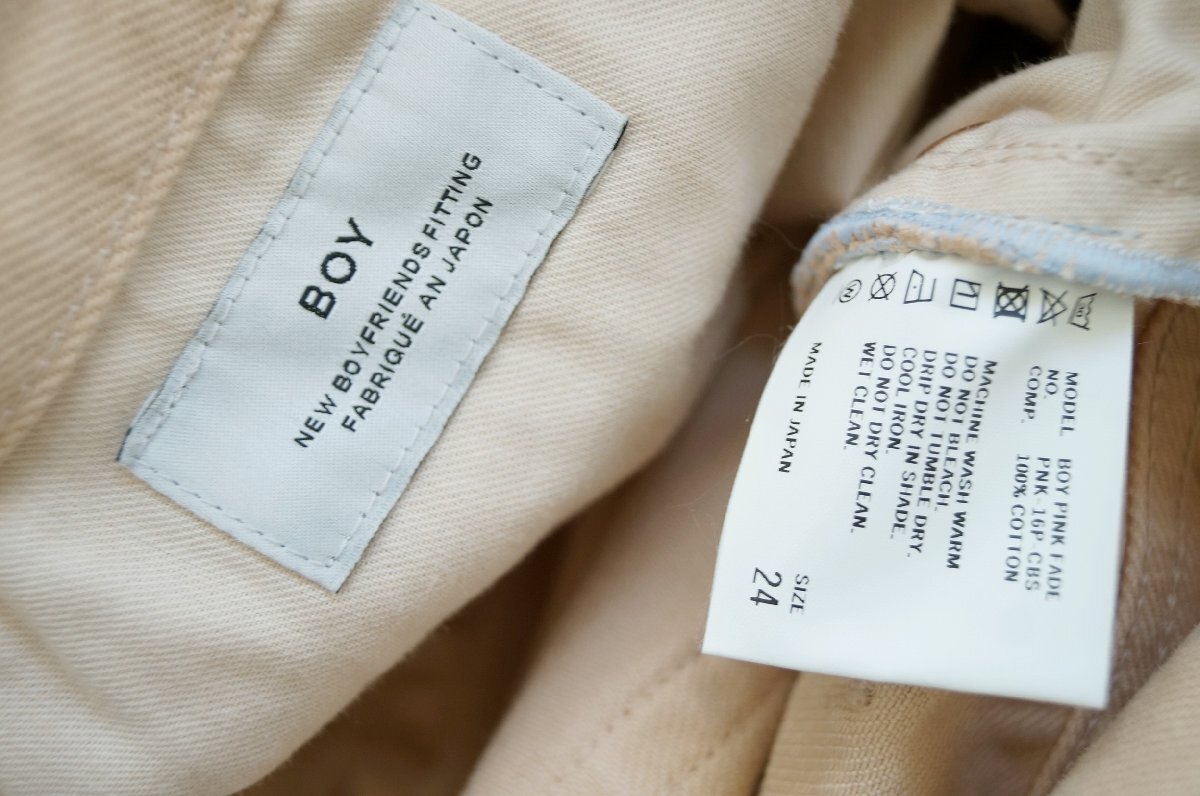 BOY
NEW BOYFRIENDS FITTING
FABRIQUÉ AN JAPON
MODEL BOY PINK FADE
NO. PNK-16P-CBS
COMP. 100% COTTON
MACHINE WASH WARM
DO NOT BLEACH.
DO NOT TUMBLE DRY.
DRIP DRY IN SHADE.
COOL IRON.
DO NOT DRY CLEAN.
WET CLEAN.
MADE IN JAPAN
SIZE
24